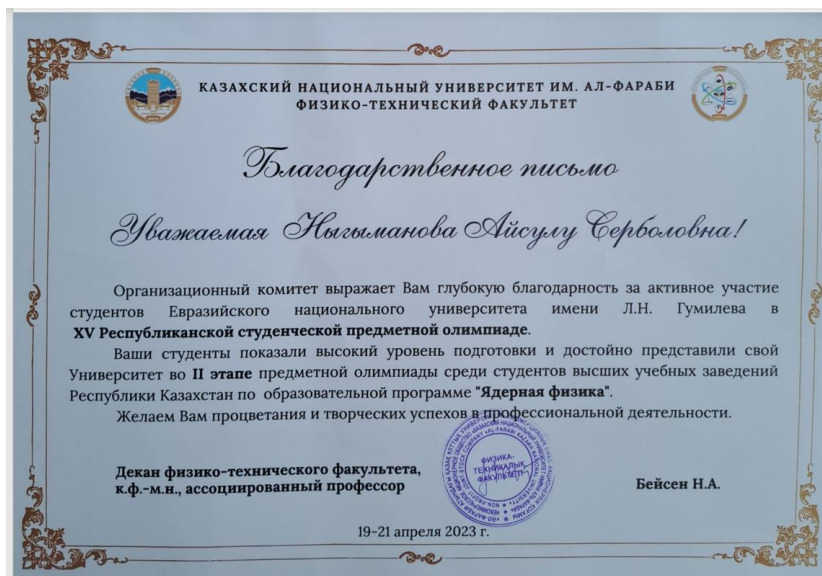 КАЗАХСКИЙ НАЦИОНАЛЬНЫЙ УНИВЕРСИТЕТ ИМ. АЛ-ФАРАБИ
ФИЗИКО-ТЕХНИЧЕСКИЙ ФАКУЛЬТЕТ
Благодарственное письмо
Уважаемая Ныгыманова Айсулу Серболовна!
Организационный комитет выражает Вам глубокую благодарность за активное участие
студентов Евразийского национального университета имени Л.Н. Гумилева в
XV Республиканской студенческой предметной олимпиаде.
Ваши студенты показали высокий уровень подготовки и достойно представили свой
Университет во II этапе предметной олимпиады среди студентов высших учебных заведений
Республики Казахстан по образовательной программе "Ядерная физика".
Желаем Вам процветания и творческих успехов в профессиональной деятельности.
Декан физико-технического факультета,
к.ф.-м.н., ассоциированный профессор
ФИЗИКА-
ТЕХНИКАЛЫҚ
ФАКУЛЬТЕТІ
Бейсен Н.А.
19-21 апреля 2023 г.